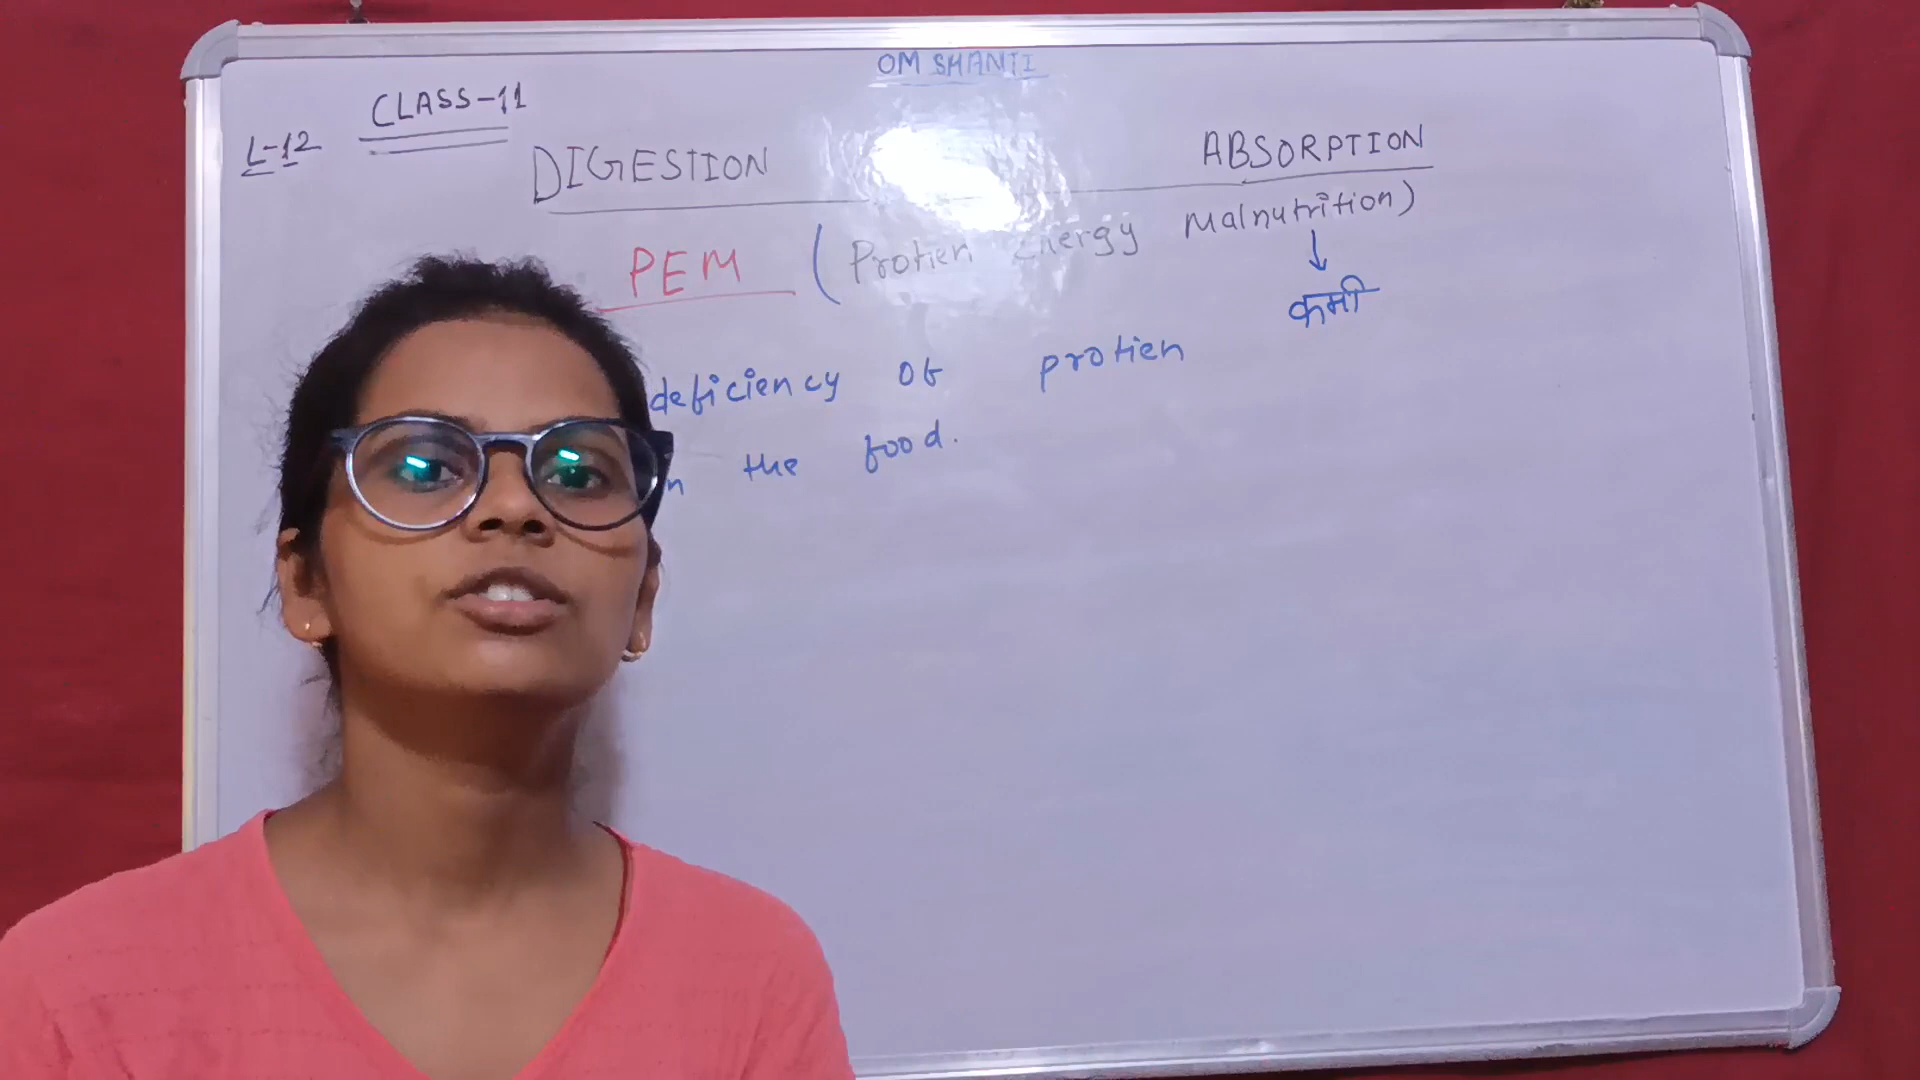 OM SHANTI
CLASS-11
L-12
DIGESTION ABSORPTION
PEM (Protien Energy Malnutrition)
↓
कमी
deficiency of protien
the food.